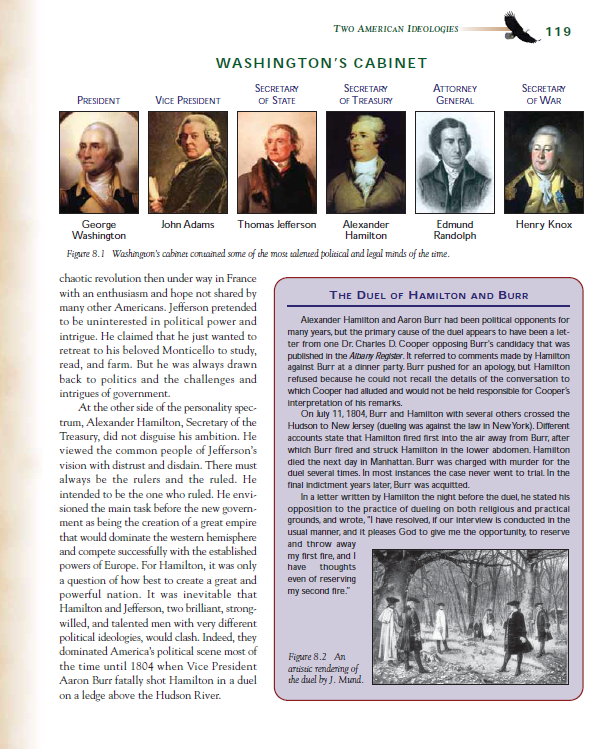 TWO AMERICAN IDEOLOGIES 119
WASHINGTON'S CABINET
PRESIDENT
VICE PRESIDENT
SECRETARY
OF STATE
SECRETARY
OF TREASURY
ATTORNEY
GENERAL
SECRETARY
OF WAR
George
Washington
John Adams
Thomas Jefferson
Alexander
Hamilton
Edmund
Randolph
Henry Knox
Figure 8.1 Washington's cabinet contained some of the most talented political and legal minds of the time.
chaotic revolution then under way in France
with an enthusiasm and hope not shared by
many other Americans. Jefferson pretended
to be uninterested in political power and
intrigue. He claimed that he just wanted to
retreat to his beloved Monticello to study,
read, and farm. But he was always drawn
back to politics and the challenges and
intrigues of government.
At the other side of the personality spec-
trum, Alexander Hamilton, Secretary of the
Treasury, did not disguise his ambition. He
viewed the common people of Jefferson's
vision with distrust and disdain. There must
always be the rulers and the ruled. He
intended to be the one who ruled. He envi-
sioned the main task before the new govern-
ment as being the creation of a great empire
that would dominate the western hemisphere
and compete successfully with the established
powers of Europe. For Hamilton, it was only
a question of how best to create a great and
powerful nation. It was inevitable that
Hamilton and Jefferson, two brilliant, strong-
willed, and talented men with very different
political ideologies, would clash. Indeed, they
dominated America's political scene most of
the time until 1804 when Vice President
Aaron Burr fatally shot Hamilton in a duel
on a ledge above the Hudson River.
THE DUEL OF HAMILTON AND BURR
Alexander Hamilton and Aaron Burr had been political opponents for
many years, but the primary cause of the duel appears to have been a let-
ter from one Dr. Charles D. Cooper opposing Burr's candidacy that was
published in the Albany Register. It referred to comments made by Hamilton
against Burr at a dinner party. Burr pushed for an apology, but Hamilton
refused because he could not recall the details of the conversation to
which Cooper had alluded and would not be held responsible for Cooper's
interpretation of his remarks.
On July 11, 1804, Burr and Hamilton with several others crossed the
Hudson to New Jersey (dueling was against the law in New York). Different
accounts state that Hamilton fired first into the air away from Burr, after
which Burr fired and struck Hamilton in the lower abdomen. Hamilton
died the next day in Manhattan. Burr was charged with murder for the
duel several times. In most instances the case never went to trial. In the
final indictment years later, Burr was acquitted.
In a letter written by Hamilton the night before the duel, he stated his
opposition to the practice of dueling on both religious and practical
grounds, and wrote, "I have resolved, if our interview is conducted in the
usual manner, and it pleases God to give me the opportunity, to reserve
and throw away
my first fire, and I
have thoughts
even of reserving
my second fire."
Figure 8.2 An
artistic rendering of
the duel by J. Mund.